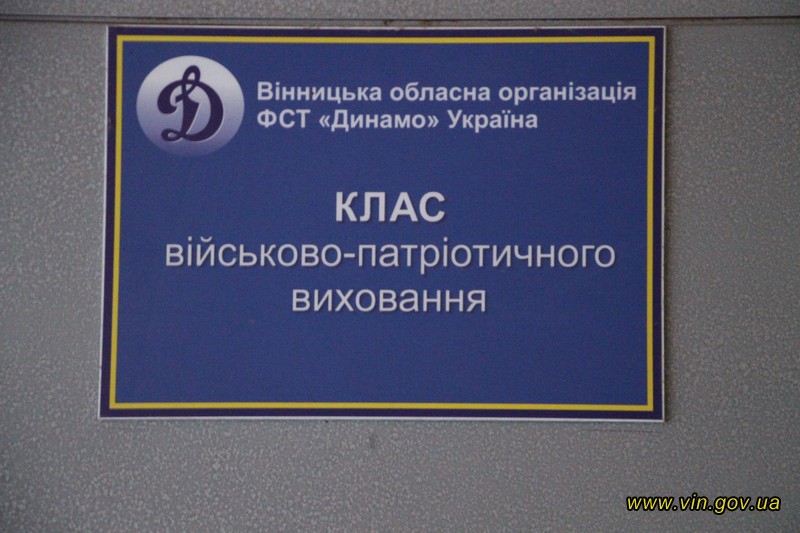 Д
Вінницька обласна організація
ФСТ «Динамо» Україна
КЛАС
військово-патріотичного
виховання
www.vin.gov.ua